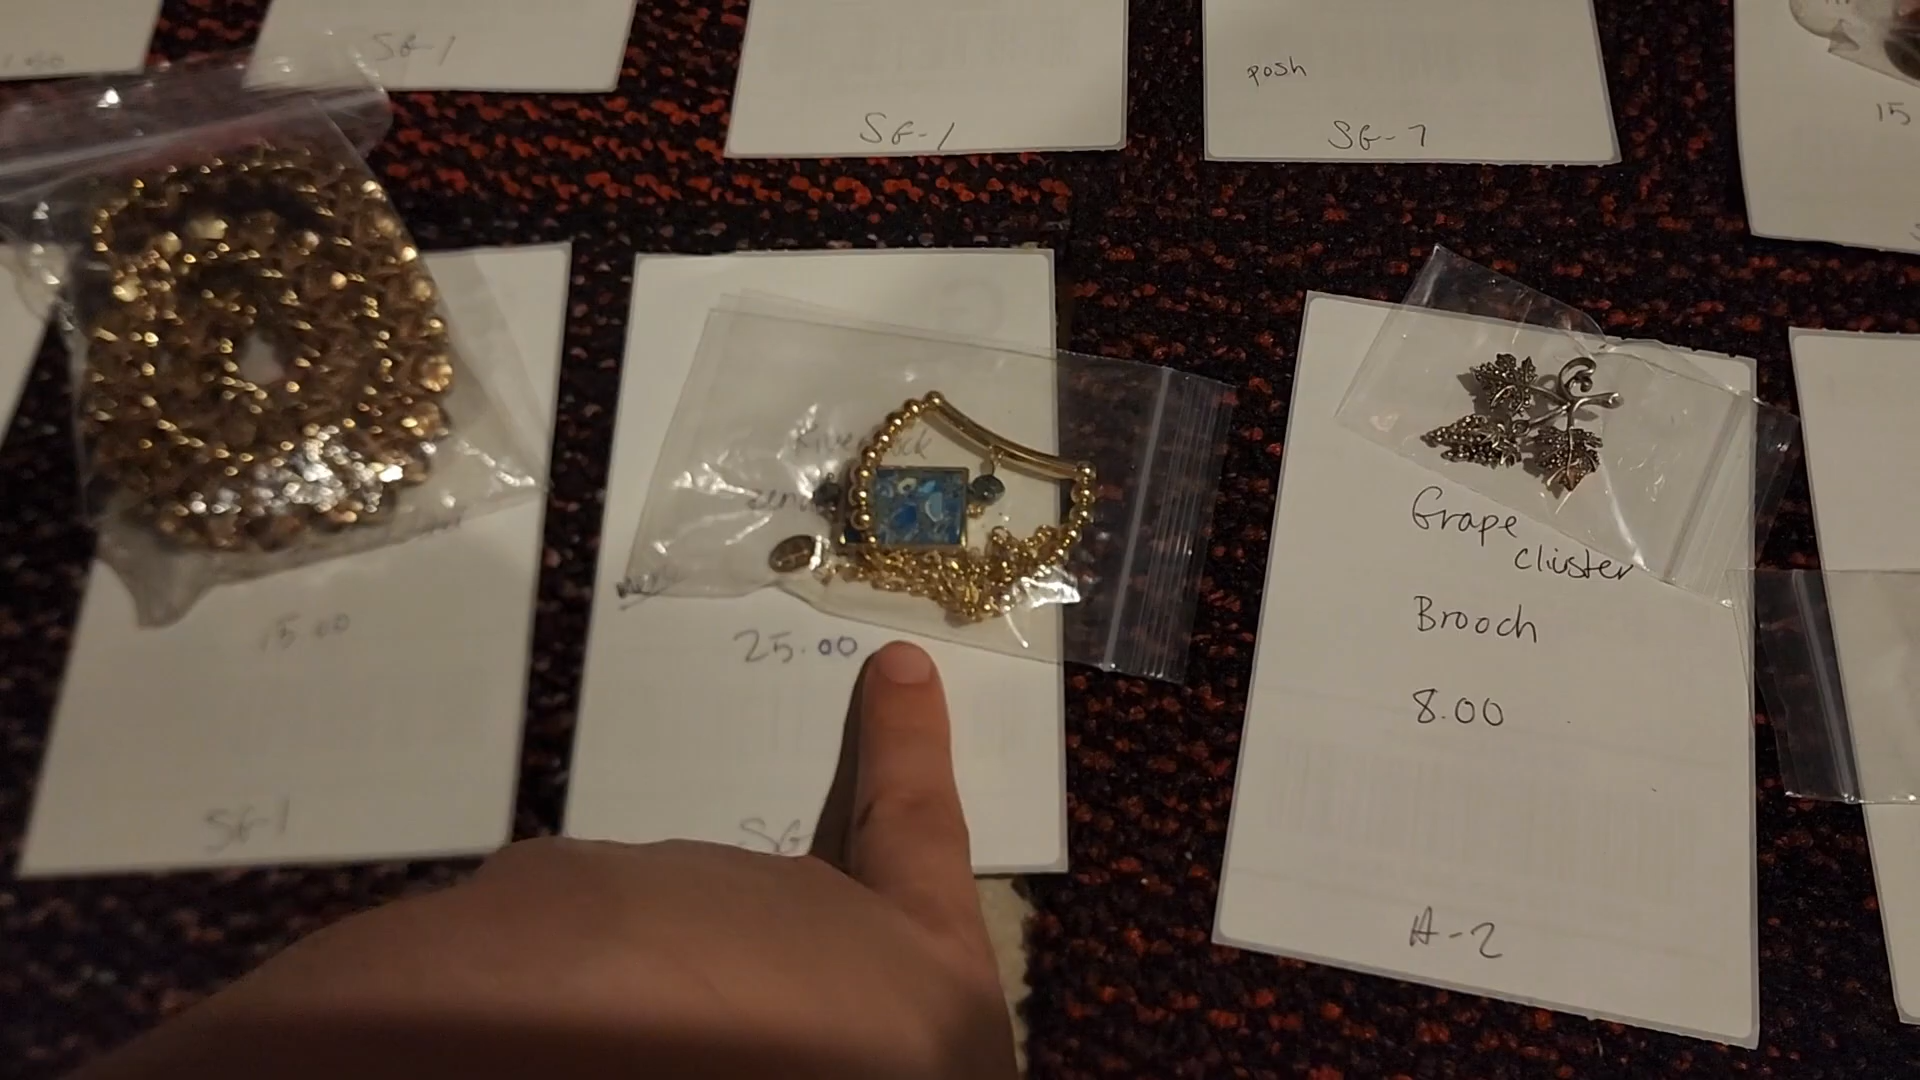 SG-1
SG-1
posh
SG-7
15
15.00
SG-1
25.00
SG
Grape
cluster
Brooch
8.00
A-2